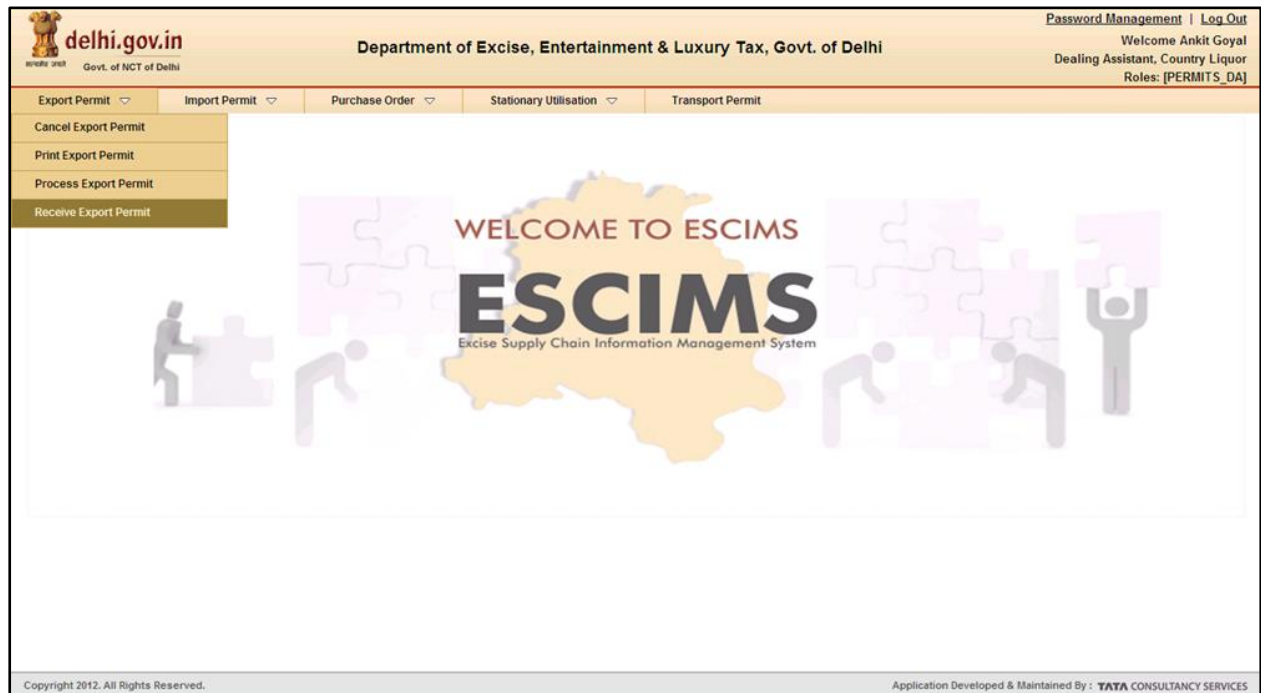 Password Management | Log Out
delhi.gov.in
Govt. of NCT of Delhi
सत्यमेव जयते
Department of Excise, Entertainment & Luxury Tax, Govt. of Delhi
Welcome Ankit Goyal
Dealing Assistant, Country Liquor
Roles: [PERMITS_DA]
Export Permit Import Permit Purchase Order Stationary Utilisation Transport Permit
Cancel Export Permit
Print Export Permit
Process Export Permit
Receive Export Permit
WELCOME TO ESCIMS
ESCIMS
Excise Supply Chain Information Management System
Copyright 2012. All Rights Reserved.
Application Developed & Maintained By : TATA CONSULTANCY SERVICES